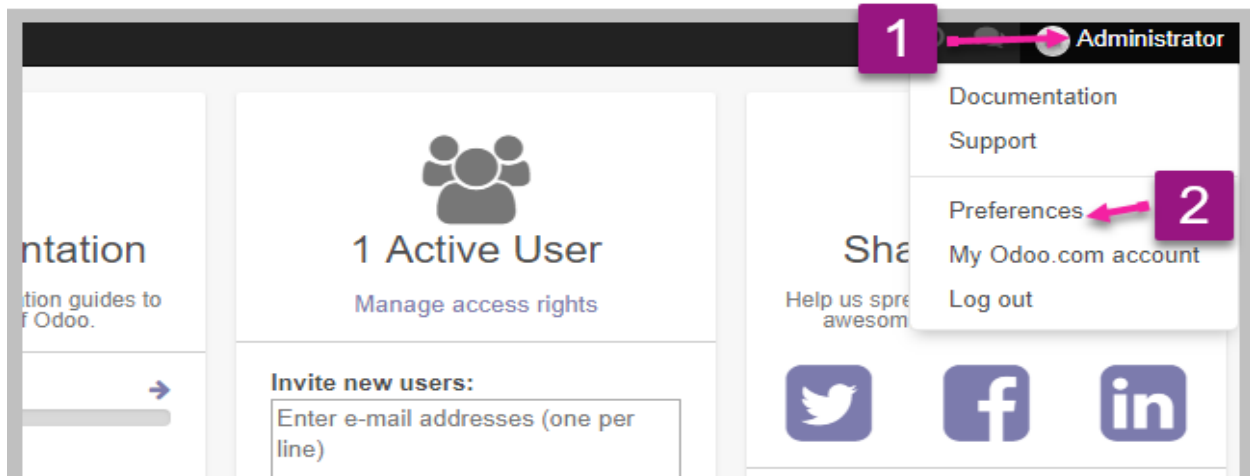 1
Administrator
Documentation
Support
Preferences
2
My Odoo.com account
Log out
ntation
tion guides to
f Odoo.
1 Active User
Manage access rights
Invite new users:
Enter e-mail addresses (one per
line)
Sha
Help us spre
awesom